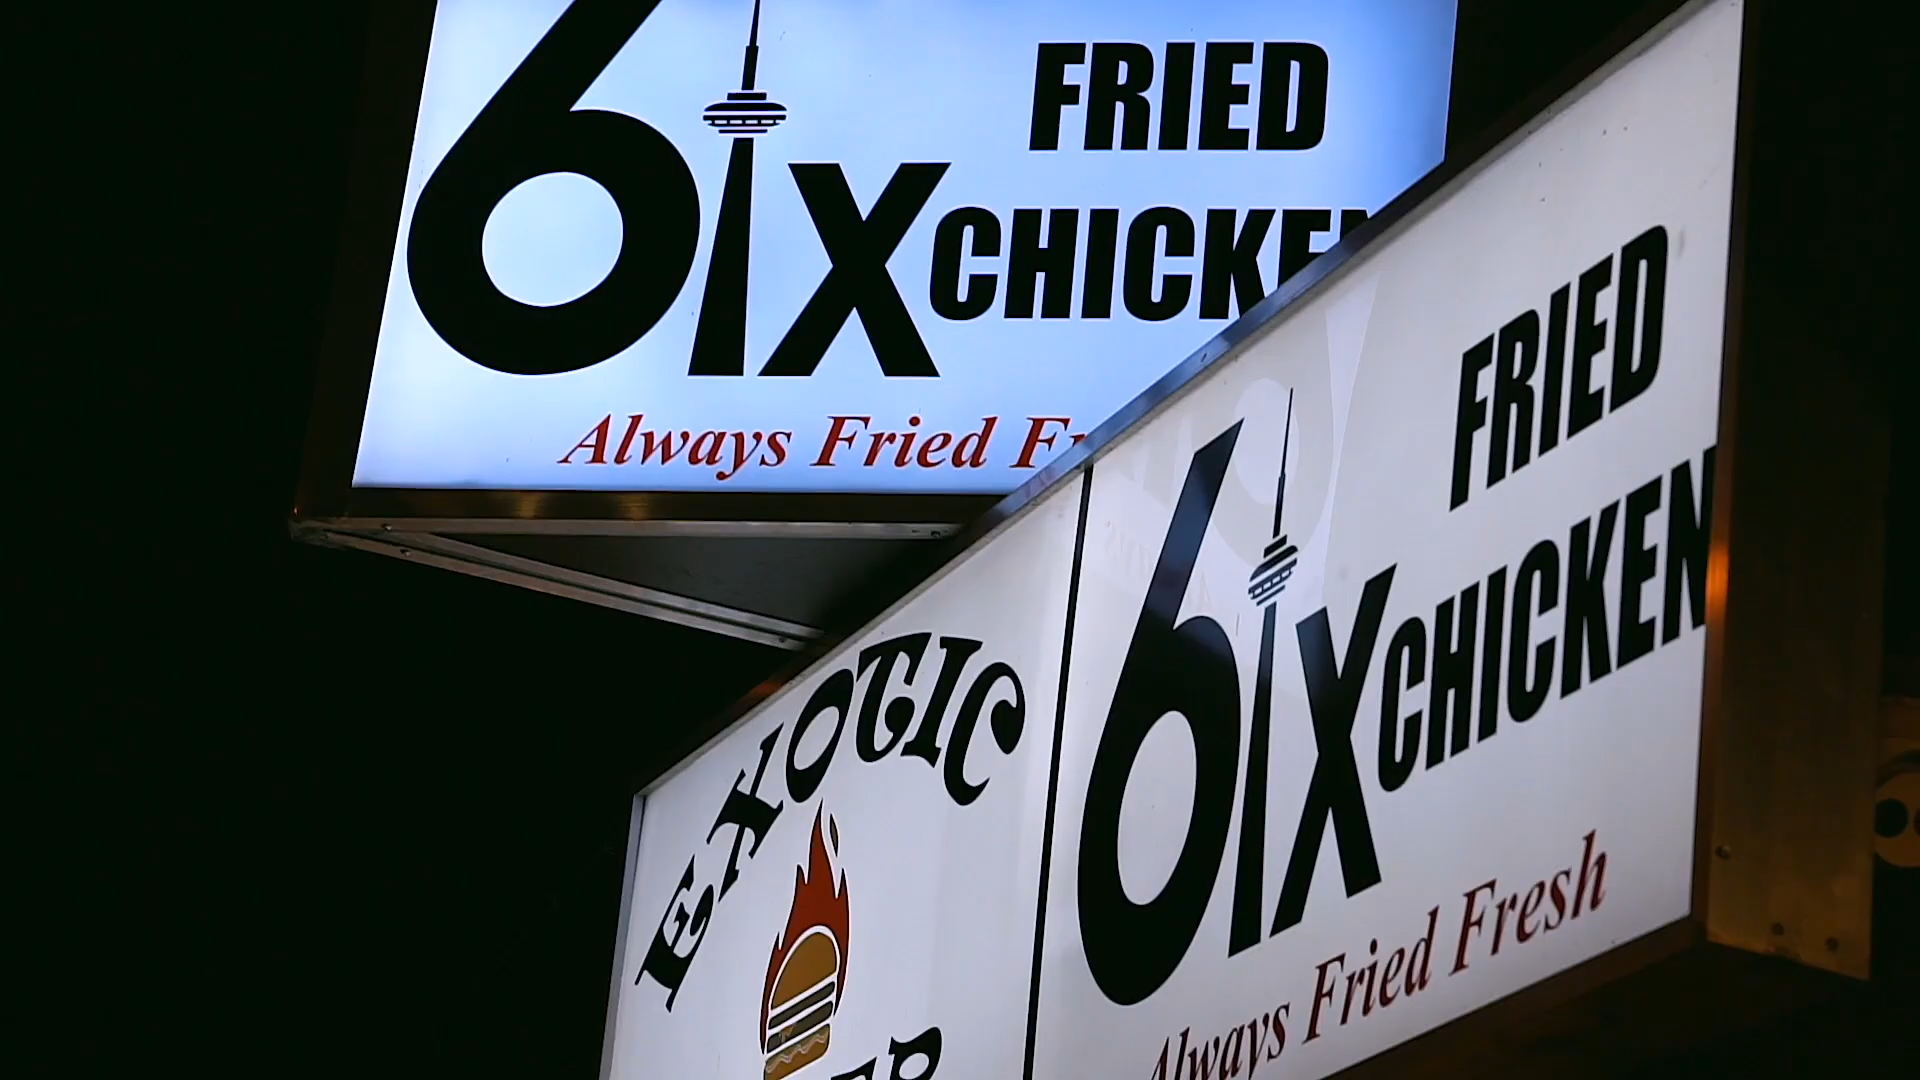 6ix FRIED
CHICKEN
Always Fried
EXOTIC
6ix FRIED
CHICKEN
Always Fried Fresh